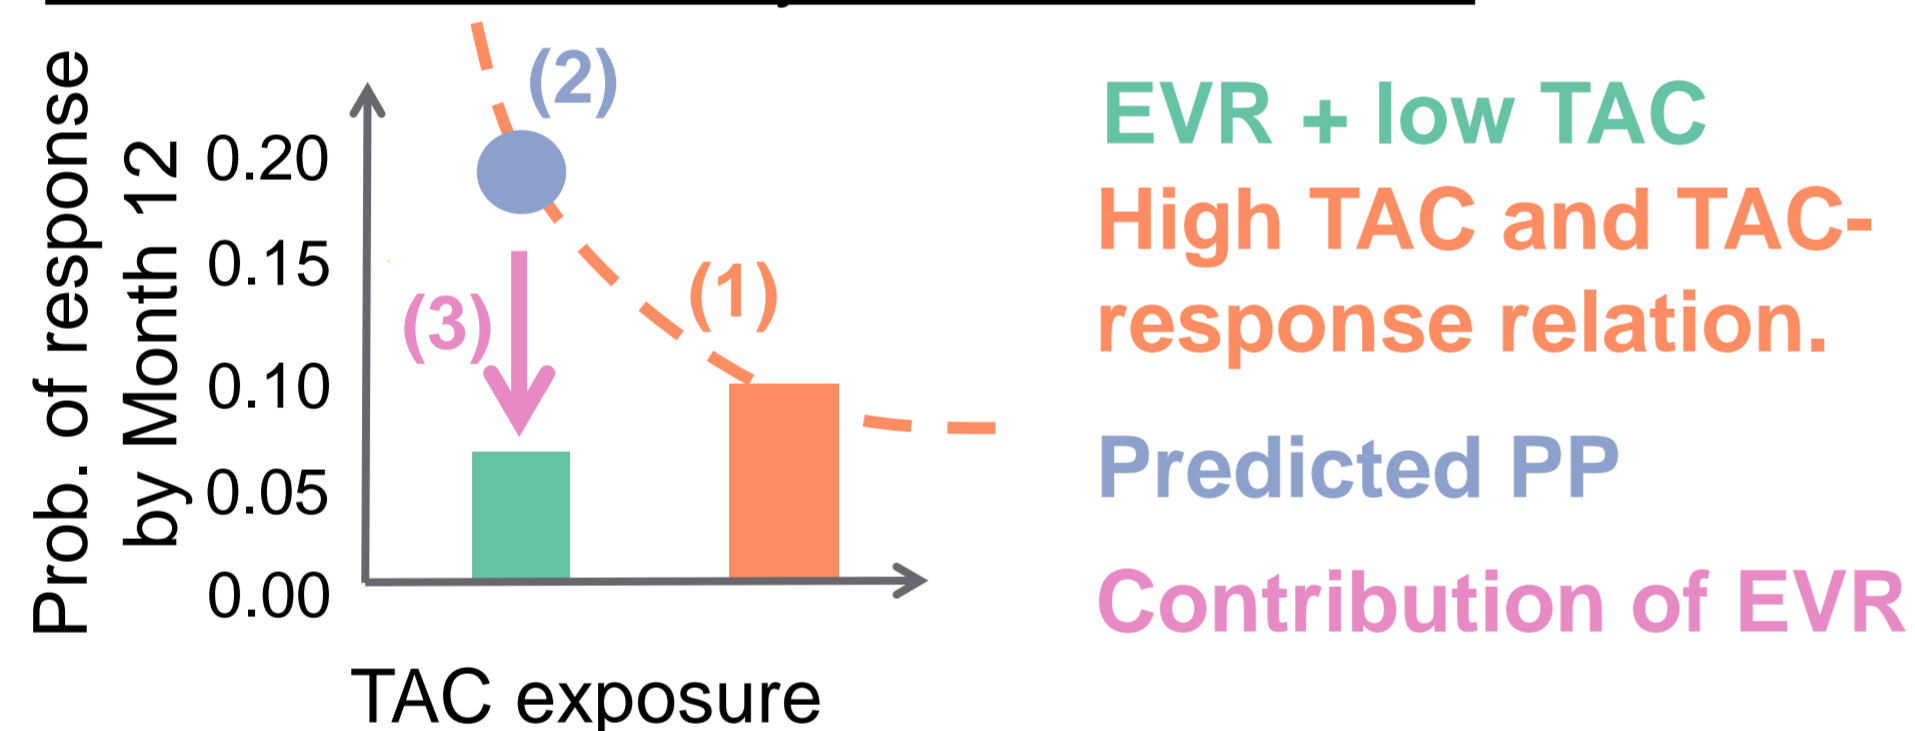 Prob. of response
by Month 12
0.20
0.15
0.10
0.05
0.00
(2)
(1)
(3)
TAC exposure
EVR + low TAC
High TAC and TAC-
response relation.
Predicted PP
Contribution of EVR